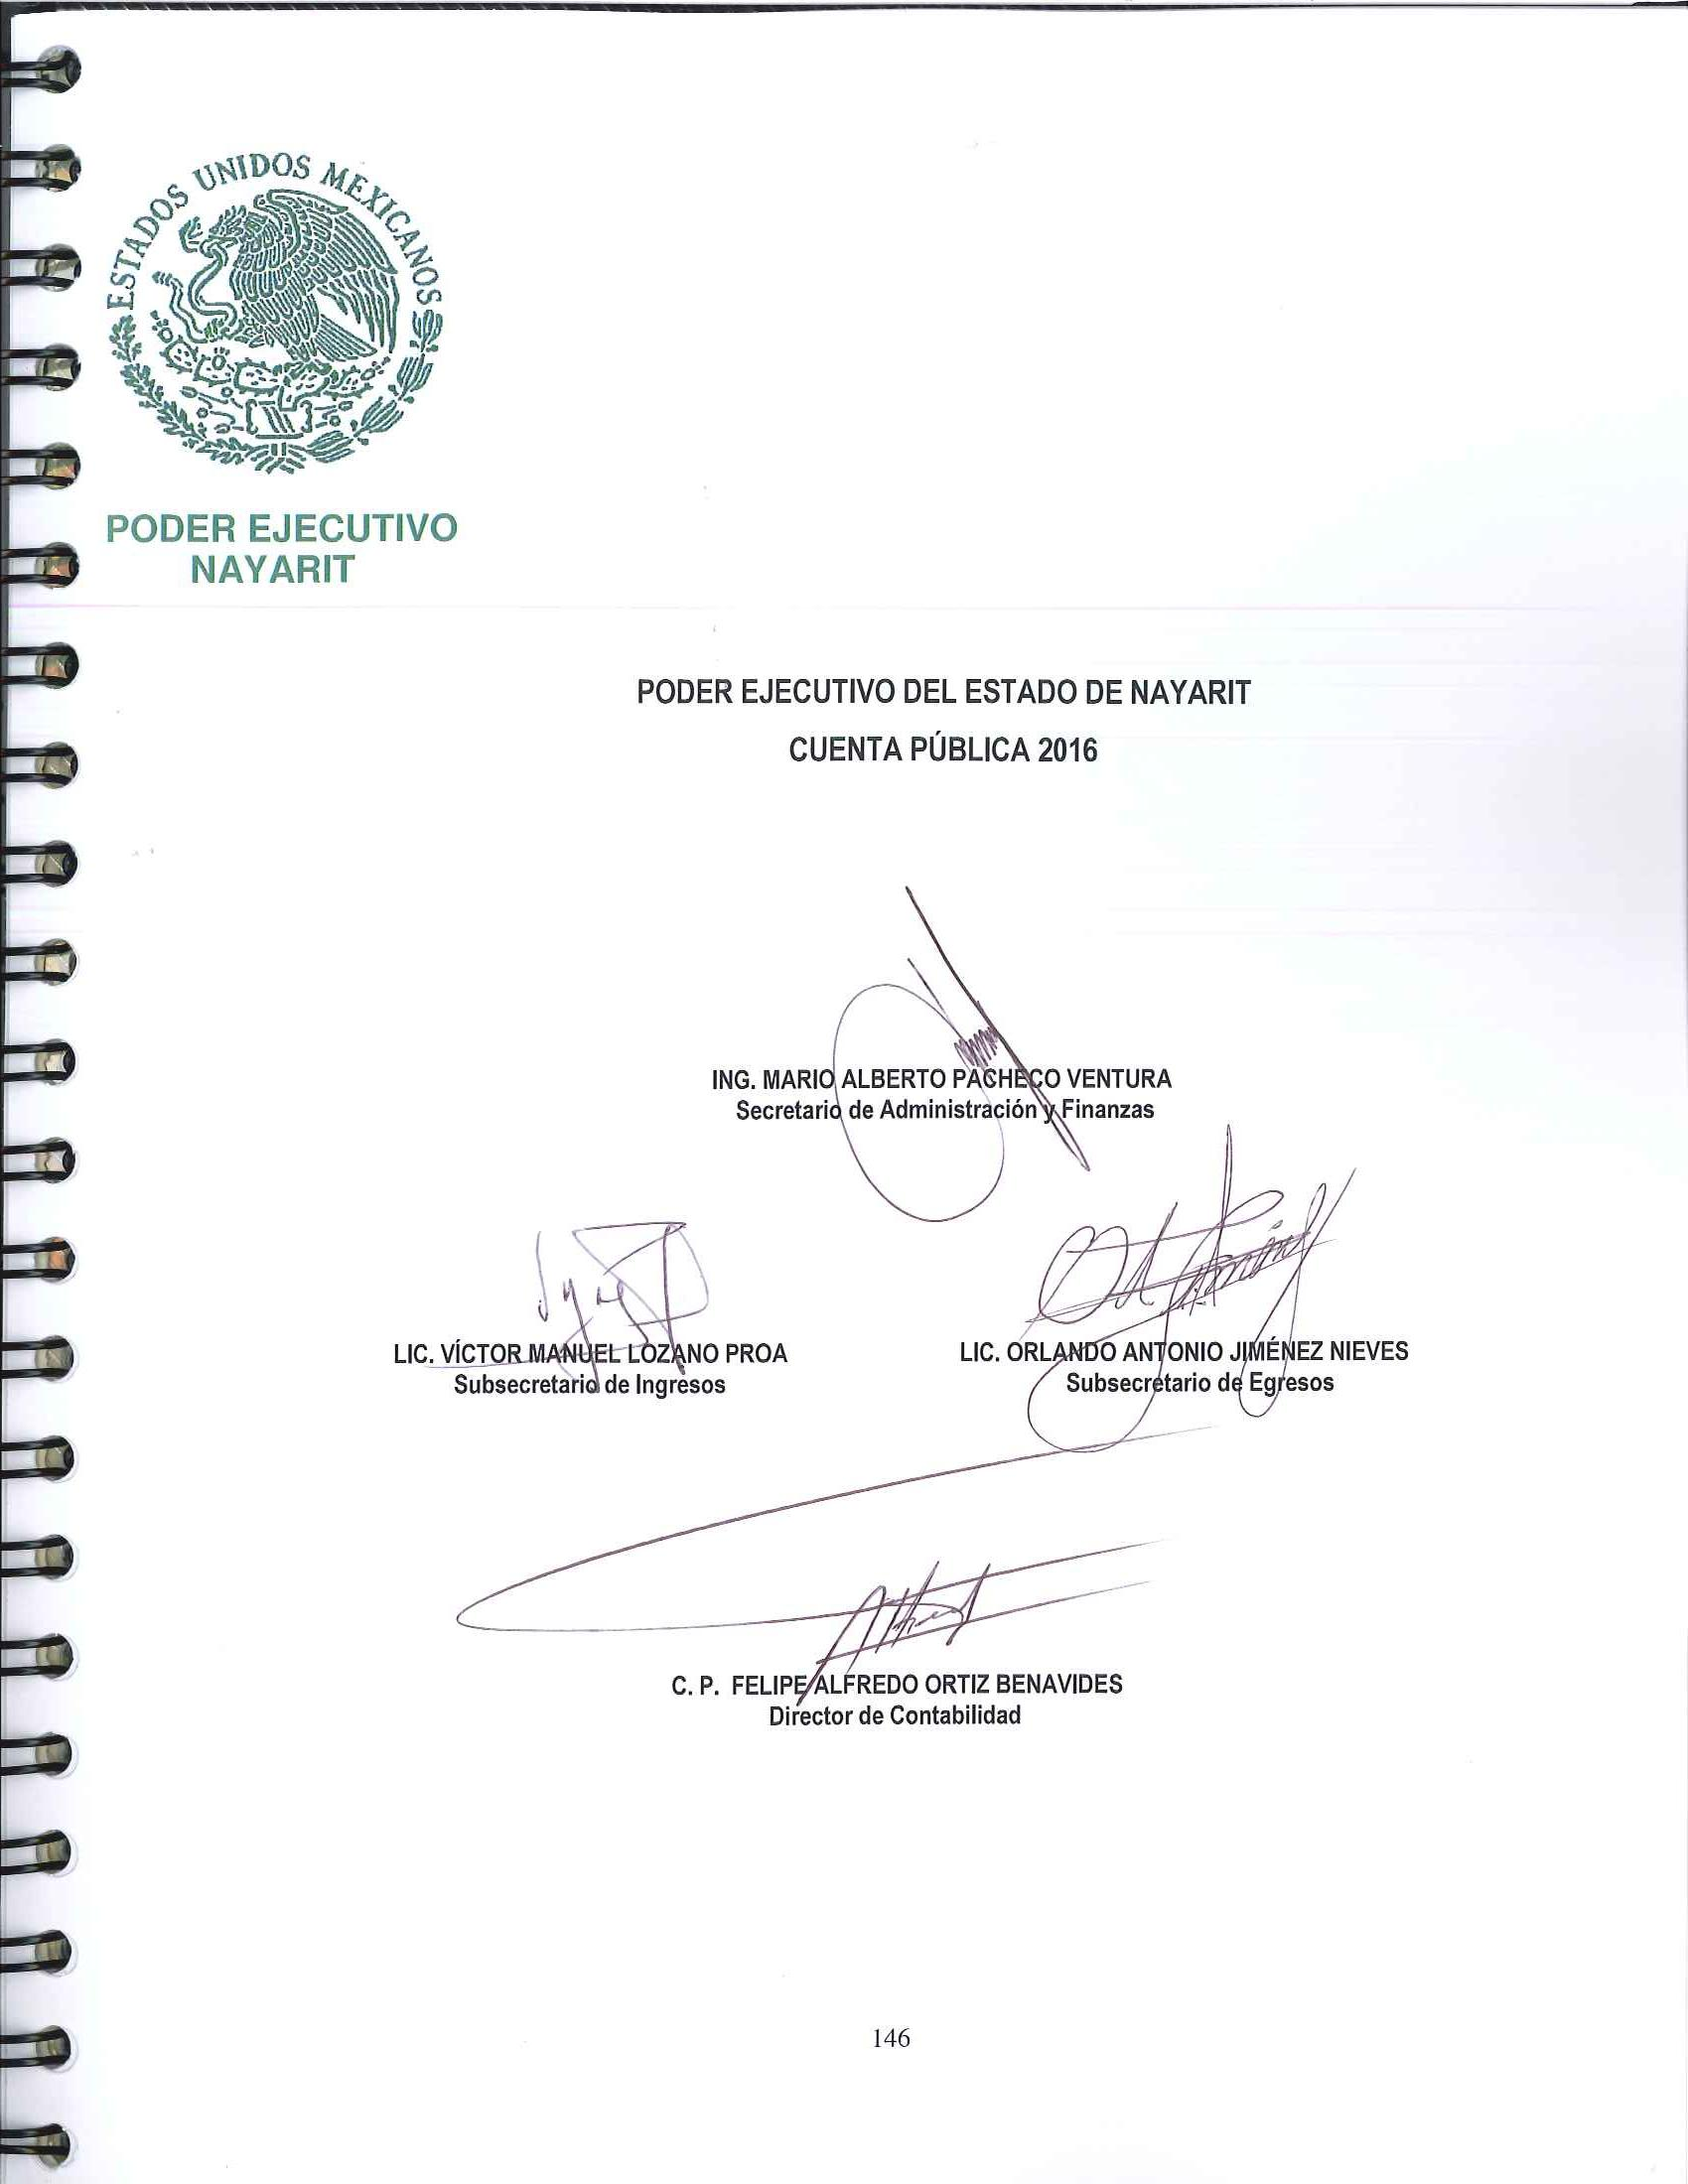 ESTADOS UNIDOS MEXICANOS
PODER EJECUTIVO
NAYARIT
PODER EJECUTIVO DEL ESTADO DE NAYARIT
CUENTA PÚBLICA 2016
ING. MARIO ALBERTO PACHECO VENTURA
Secretario de Administración y Finanzas
LIC. VÍCTOR MANUEL LOZANO PROA
Subsecretario de Ingresos
LIC. ORLANDO ANTONIO JIMÉNEZ NIEVES
Subsecretario de Egresos
C. P. FELIPE ALFREDO ORTIZ BENAVIDES
Director de Contabilidad
146